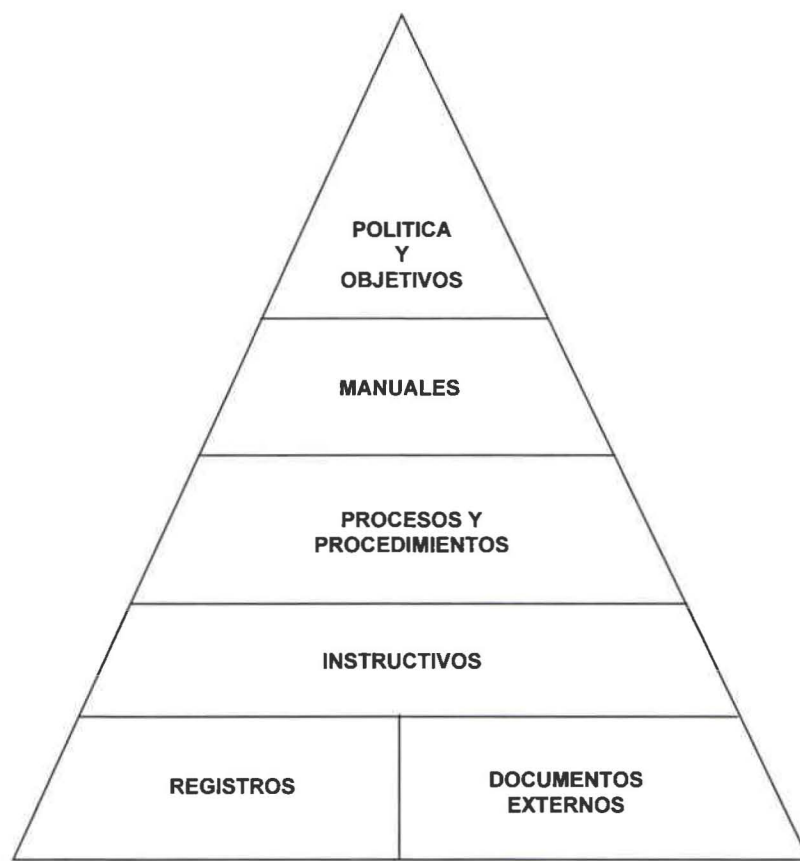 POLITICA
Y
OBJETIVOS
MANUALES
PROCESOS Y
PROCEDIMIENTOS
INSTRUCTIVOS
REGISTROS
DOCUMENTOS
EXTERNOS